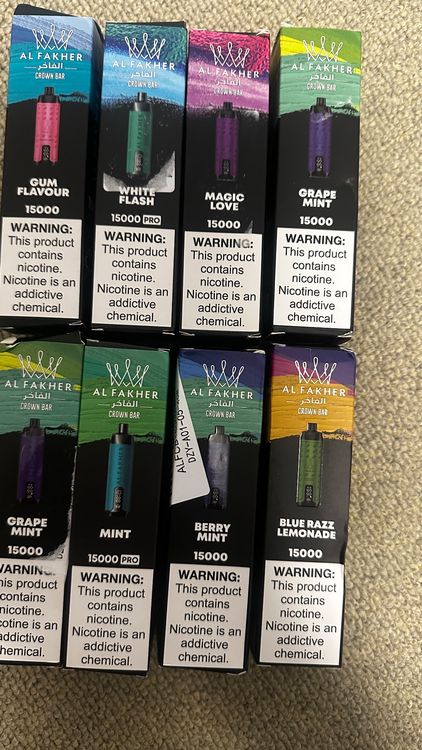 AL FAKHER
الفاخر
CROWN BAR
GUM
FLAVOUR
15000
WARNING:
This product
contains
nicotine.
Nicotine is an
addictive
chemical.
AL FAKHER
الفاخر
CROWN BAR
WHITE
FLASH
15000 PRO
WARNING:
This product
contains
nicotine.
Nicotine is an
addictive
chemical.
AL FAKHER
الفاخر
CROWN BAR
MAGIC
LOVE
15000
WARNING:
This product
contains
nicotine.
Nicotine is an
addictive
chemical.
AL FAKHER
الفاخر
CROWN BAR
GRAPE
MINT
15000
WARNING:
This product
contains
nicotine.
Nicotine is an
addictive
chemical.
AL FAKHER
الفاخر
CROWN BAR
GRAPE
MINT
15000
WARNING:
This product
contains
nicotine.
Nicotine is an
addictive
chemical.
AL FAKHER
الفاخر
CROWN BAR
AL FAKHER
MINT
15000 PRO
WARNING:
This product
contains
nicotine.
Nicotine is an
addictive
chemical.
AL FAKHER
الفاخر
CROWN BAR
DZY-A01-
BERRY
MINT
15000
WARNING:
This product
contains
nicotine.
Nicotine is an
addictive
chemical.
AL FAKHER
الفاخر
CROWN BAR
BLUE RAZZ
LEMONADE
15000
WARNING:
This product
contains
nicotine.
Nicotine is an
addictive
chemical.